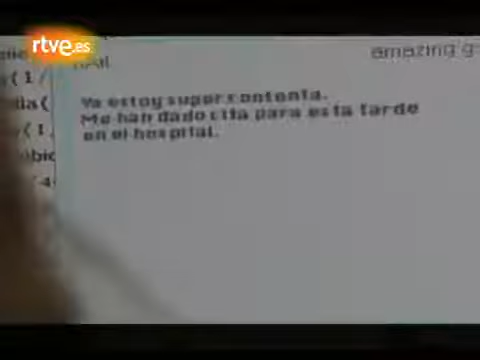 rtve.es
amazing g
Ya estoy super contenta.
Me han dado cita para esta tarde
en el hospital.